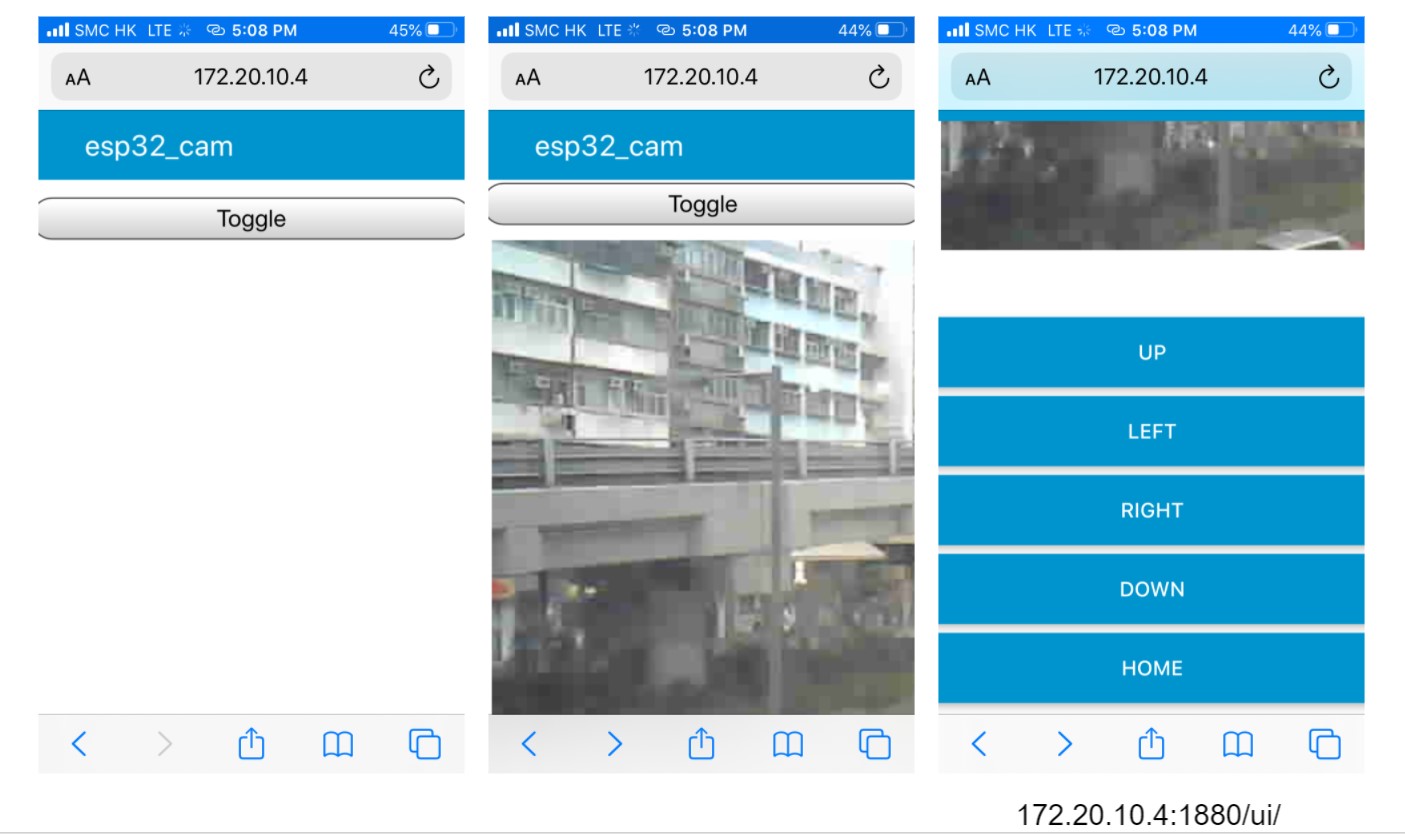 SMC HK LTE 5:08 PM 45%
AA 172.20.10.4
esp32_cam
Toggle
SMC HK LTE 5:08 PM 44%
AA 172.20.10.4
esp32_cam
Toggle
SMC HK LTE 5:08 PM 44%
AA 172.20.10.4
UP
LEFT
RIGHT
DOWN
HOME
172.20.10.4:1880/ui/